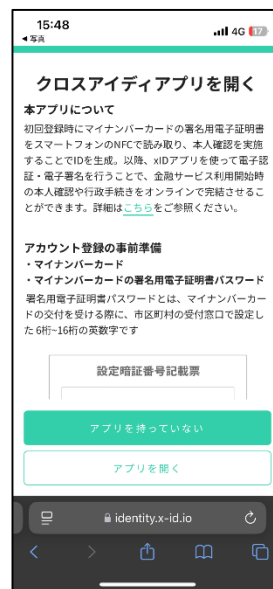 15:48
4G 17
◀ 写真
クロスアイディアプリを開く
本アプリについて
初回登録時にマイナンバーカードの署名用電子証明書
をスマートフォンのNFCで読み取り、本人確認を実施
することでIDを生成。以降、xIDアプリを使って電子認
証・電子署名を行うことで、金融サービス利用開始時
の本人確認や行政手続きをオンラインで完結させるこ
とができます。詳細はこちらをご参照ください。
アカウント登録の事前準備
・マイナンバーカード
・マイナンバーカードの署名用電子証明書パスワード
署名用電子証明書パスワードとは、マイナンバーカー
ドの交付を受ける際に、市区町村の受付窓口で設定し
た 6桁~16桁の英数字です
設定暗証番号記載票
アプリを持っていない
アプリを開く
identity.x-id.io